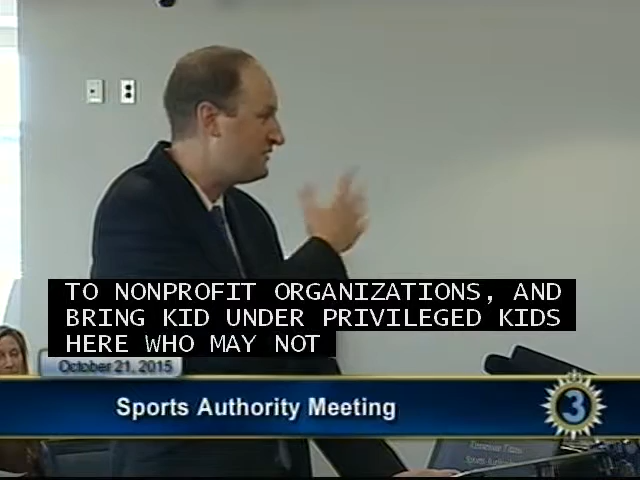 TO NONPROFIT ORGANIZATIONS, AND
BRING KID UNDER PRIVILEGED KIDS
HERE WHO MAY NOT
October 21, 2015
Sports Authority Meeting
3